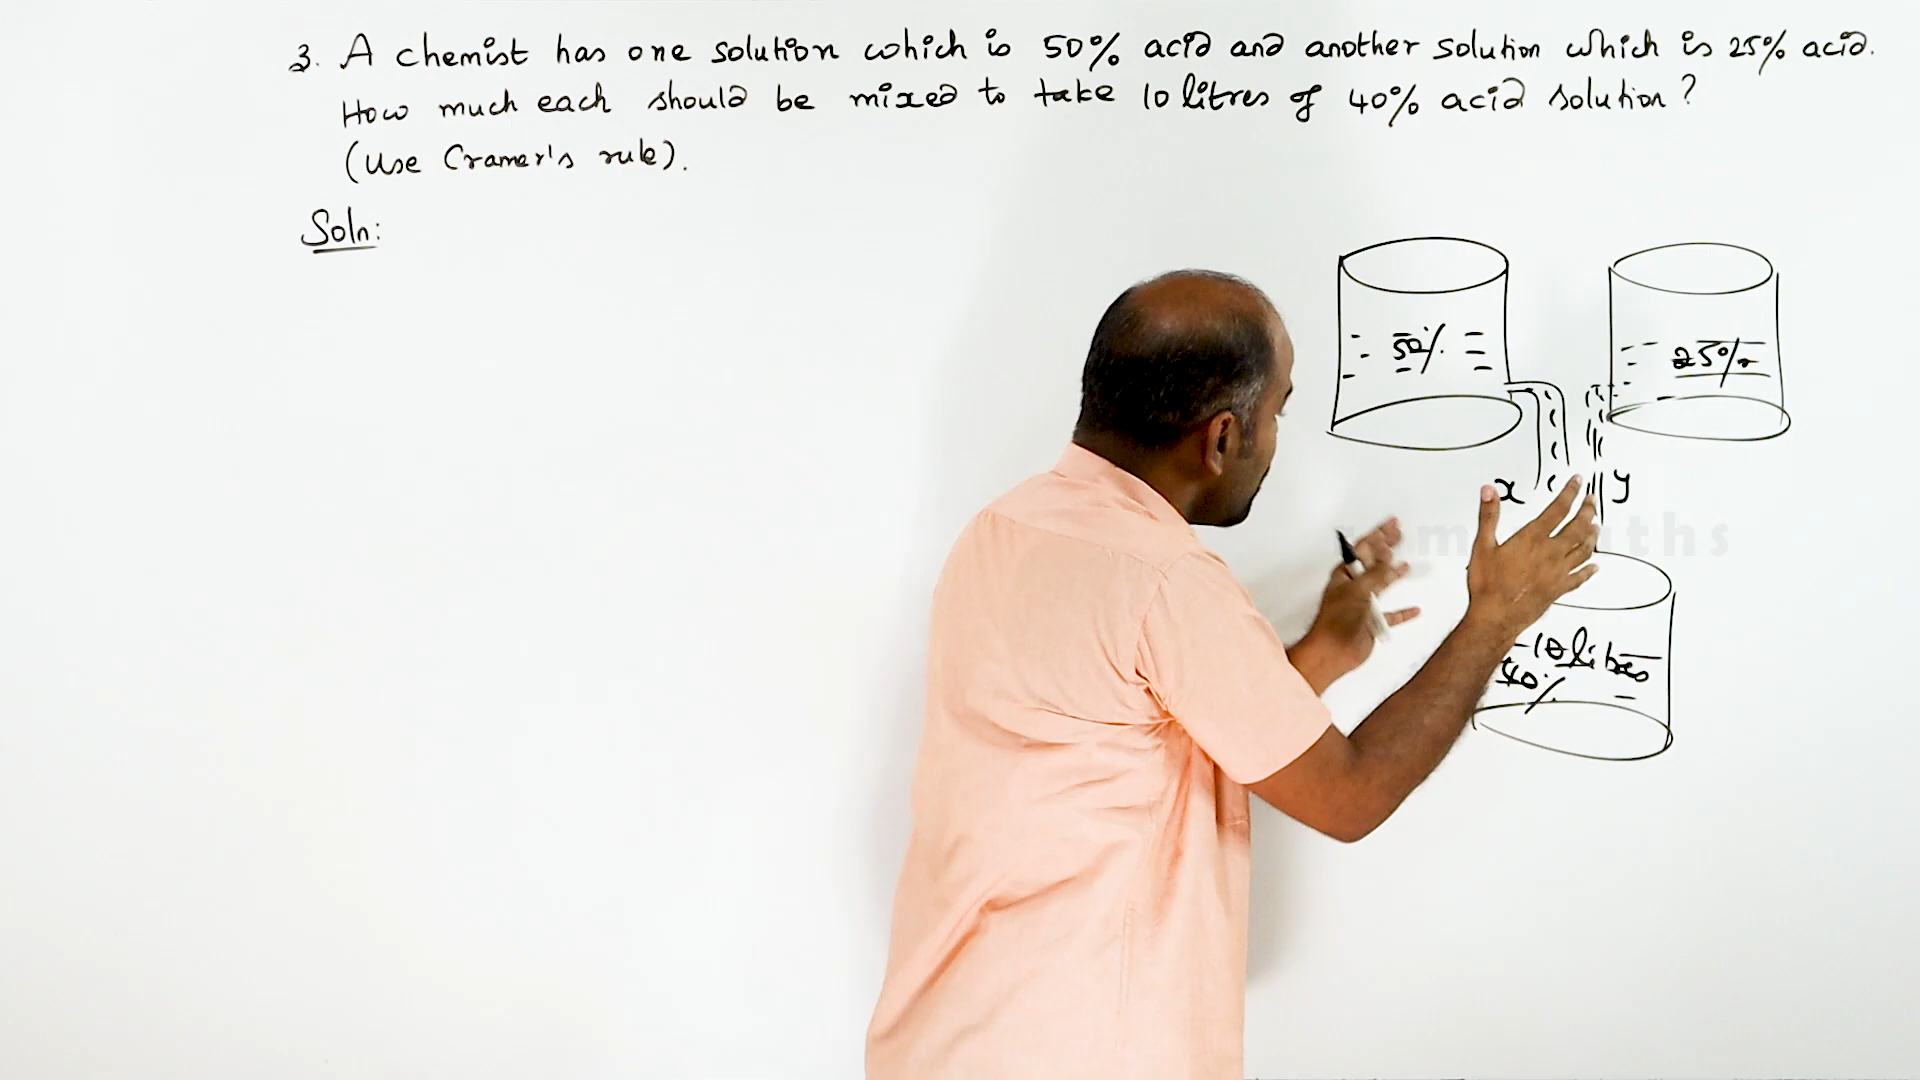 3. A chemist has one solution which is 50% acid and another solution which is 25% acid.
How much each should be mixed to take 10 litres of 40% acid solution?
(Use Cramer's rule).
Soln:
50%
25%
x
y
10 litres
40%